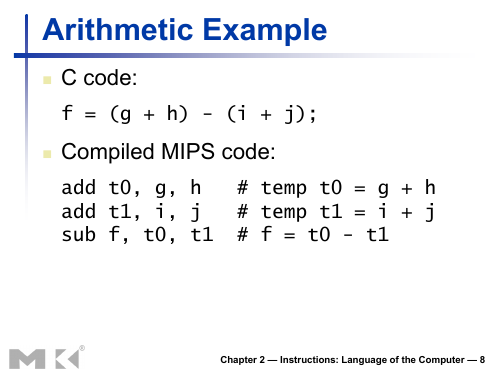 Arithmetic Example
C code:
f = (g + h) - (i + j);
Compiled MIPS code:
add t0, g, h   # temp t0 = g + h
add t1, i, j   # temp t1 = i + j
sub f, t0, t1  # f = t0 - t1
MK®
Chapter 2 — Instructions: Language of the Computer — 8